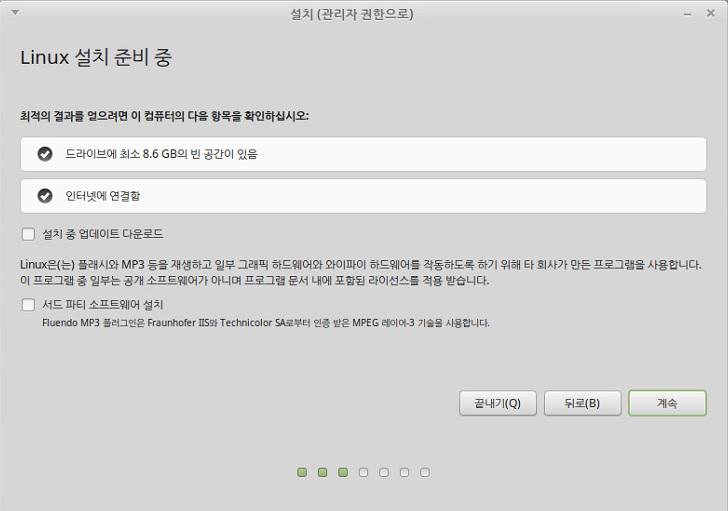 설치 (관리자 권한으로)
Linux 설치 준비 중
최적의 결과를 얻으려면 이 컴퓨터의 다음 항목을 확인하십시오:
드라이브에 최소 8.6 GB의 빈 공간이 있음
인터넷에 연결함
설치 중 업데이트 다운로드
Linux은(는) 플래시와 MP3 등을 재생하고 일부 그래픽 하드웨어와 와이파이 하드웨어를 작동하도록 하기 위해 타 회사가 만든 프로그램을 사용합니다.
이 프로그램 중 일부는 공개 소프트웨어가 아니며 프로그램 문서 내에 포함된 라이선스를 적용 받습니다.
서드 파티 소프트웨어 설치
Fluendo MP3 플러그인은 Fraunhofer IIS와 Technicolor SA로부터 인증 받은 MPEG 레이어-3 기술을 사용합니다.
끝내기(Q) 뒤로(B) 계속